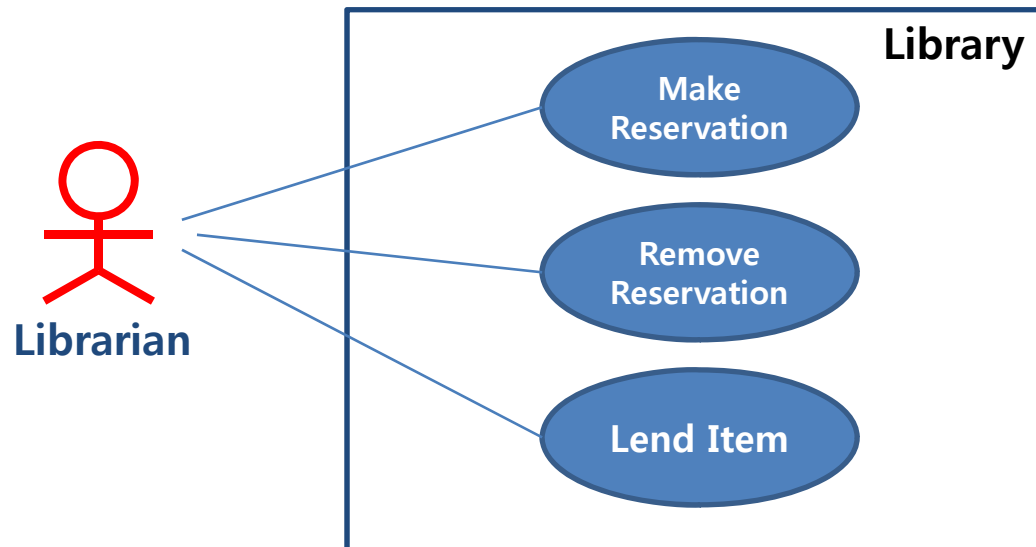 Library
Make
Reservation
Remove
Reservation
Librarian
Lend Item